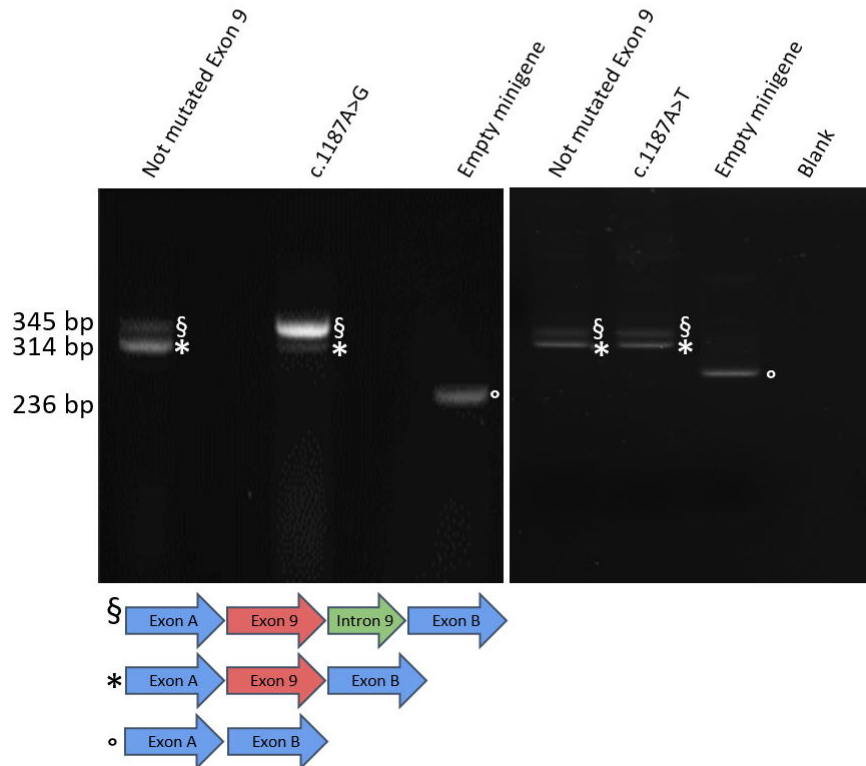 Not mutated Exon 9
c.1187A>G
Empty minigene
Not mutated Exon 9
c.1187A>T
Empty minigene
Blank
345 bp § § § §
314 bp * * * *
236 bp ° °
§ Exon A Exon 9 Intron 9 Exon B
* Exon A Exon 9 Exon B
° Exon A Exon B